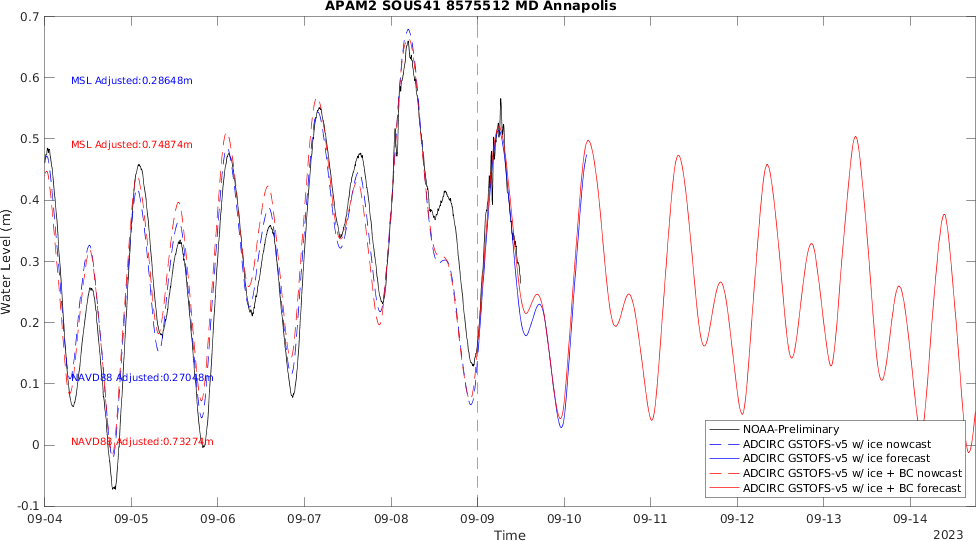 APAM2 SOUS41 8575512 MD Annapolis
0.7
0.6
0.5
0.4
0.3
0.2
0.1
0
-0.1
Water Level (m)
MSL Adjusted:0.28648m
MSL Adjusted:0.74874m
NAVD88 Adjusted:0.27048m
NAVD88 Adjusted:0.73274m
NOAA-Preliminary
ADCIRC GSTOFS-v5 w/ ice nowcast
ADCIRC GSTOFS-v5 w/ ice forecast
ADCIRC GSTOFS-v5 w/ ice + BC nowcast
ADCIRC GSTOFS-v5 w/ ice + BC forecast
09-04 09-05 09-06 09-07 09-08 09-09 09-10 09-11 09-12 09-13 09-14
Time
2023